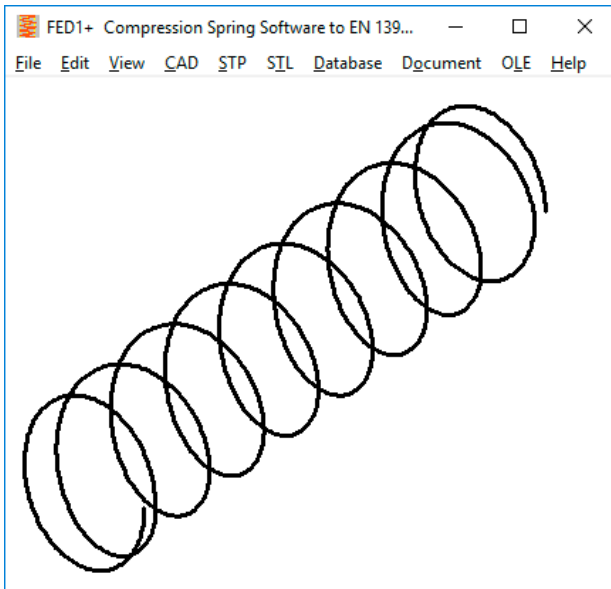 FED1+ Compression Spring Software to EN 139...
File Edit View CAD STP STL Database Document OLE Help